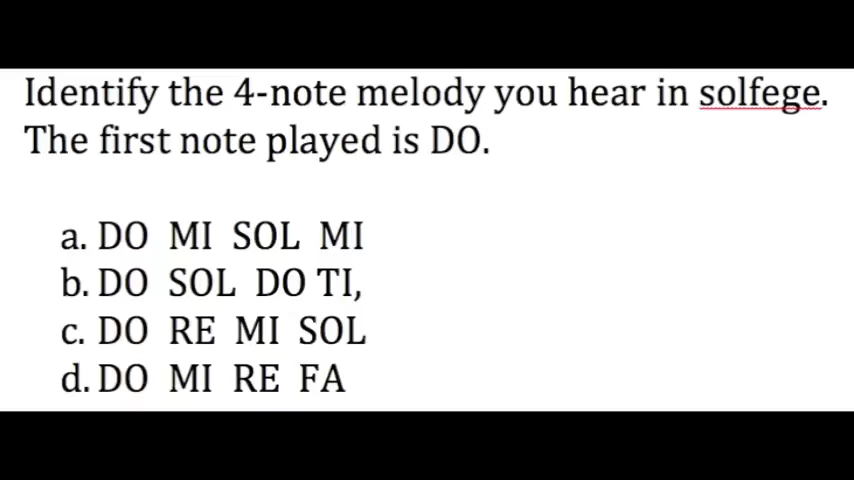 Identify the 4-note melody you hear in solfege.
The first note played is DO.
a. DO MI SOL MI
b. DO SOL DO TI,
c. DO RE MI SOL
d. DO MI RE FA